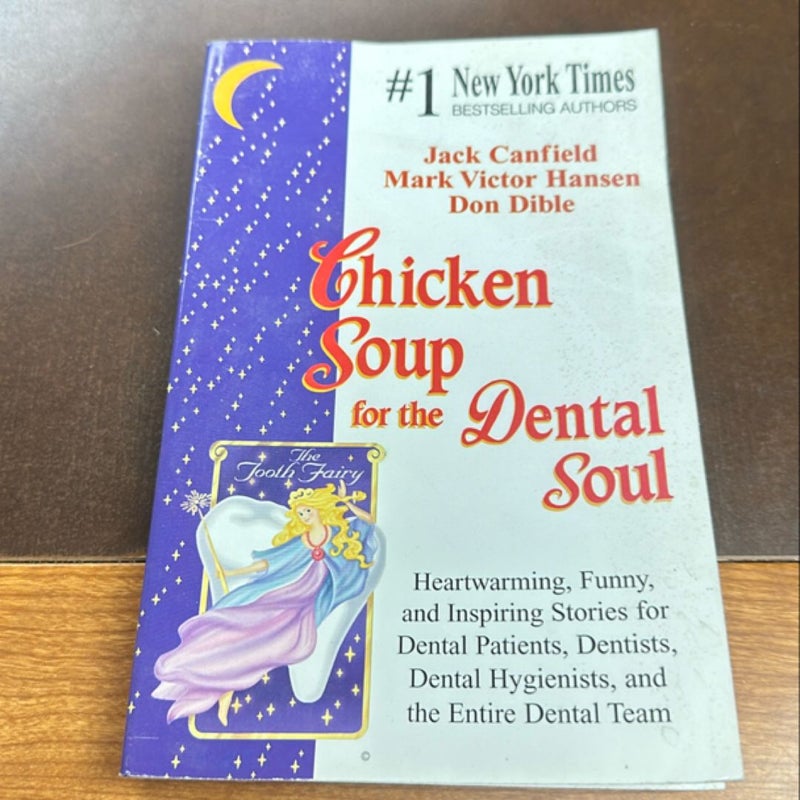 #1 New York Times
BESTSELLING AUTHORS
Jack Canfield
Mark Victor Hansen
Don Dible
Chicken
Soup
for the Dental
Soul
The
Tooth Fairy
Heartwarming, Funny,
and Inspiring Stories for
Dental Patients, Dentists,
Dental Hygienists, and
the Entire Dental Team
©